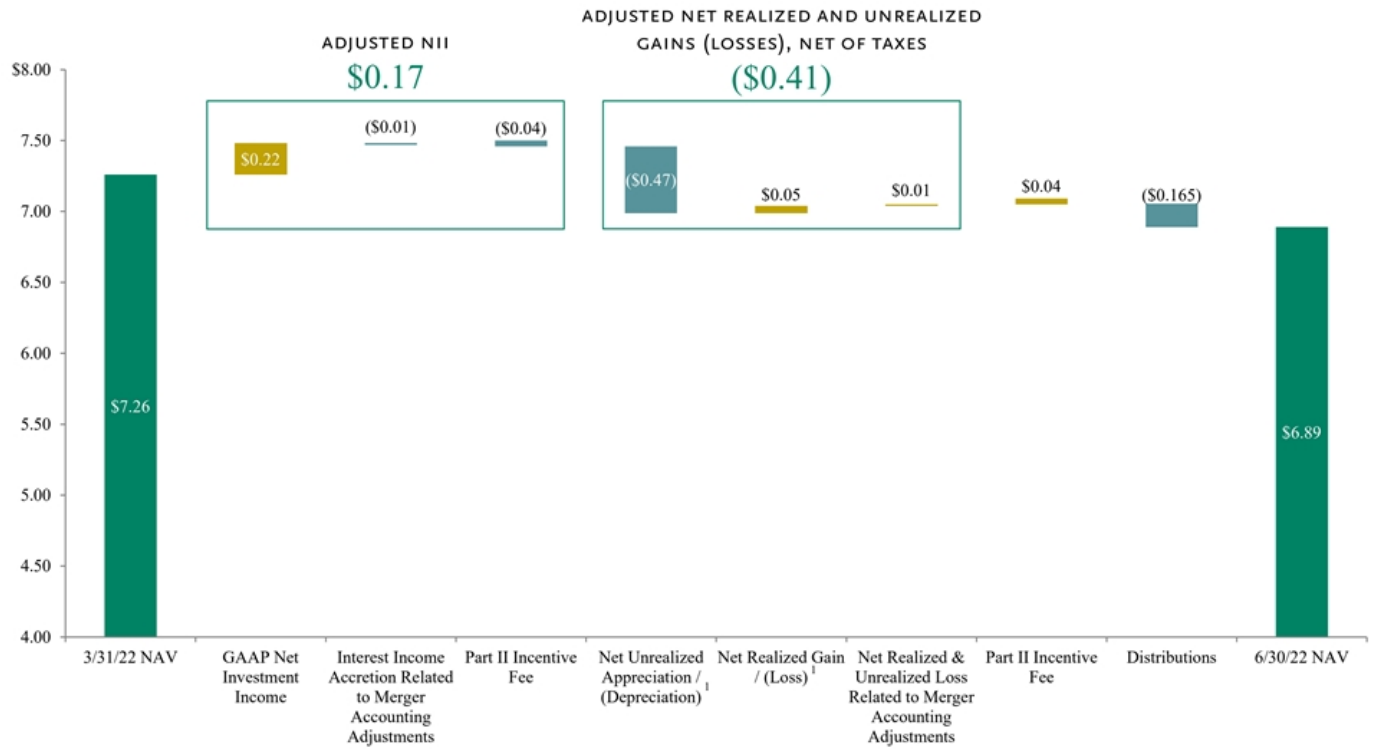 ADJUSTED NII
$0.17
ADJUSTED NET REALIZED AND UNREALIZED
GAINS (LOSSES), NET OF TAXES
($0.41)
$8.00
7.50
7.00
6.50
6.00
5.50
5.00
4.50
4.00
$7.26
$0.22
($0.01)
($0.04)
($0.47)
$0.05
$0.01
$0.04
($0.165)
$6.89
3/31/22 NAV
GAAP Net
Investment
Income
Interest Income
Accretion Related
to Merger
Accounting
Adjustments
Part II Incentive
Fee
Net Unrealized
Appreciation /
(Depreciation) 1
Net Realized Gain
/ (Loss) 1
Net Realized &
Unrealized Loss
Related to Merger
Accounting
Adjustments
Part II Incentive
Fee
Distributions
6/30/22 NAV